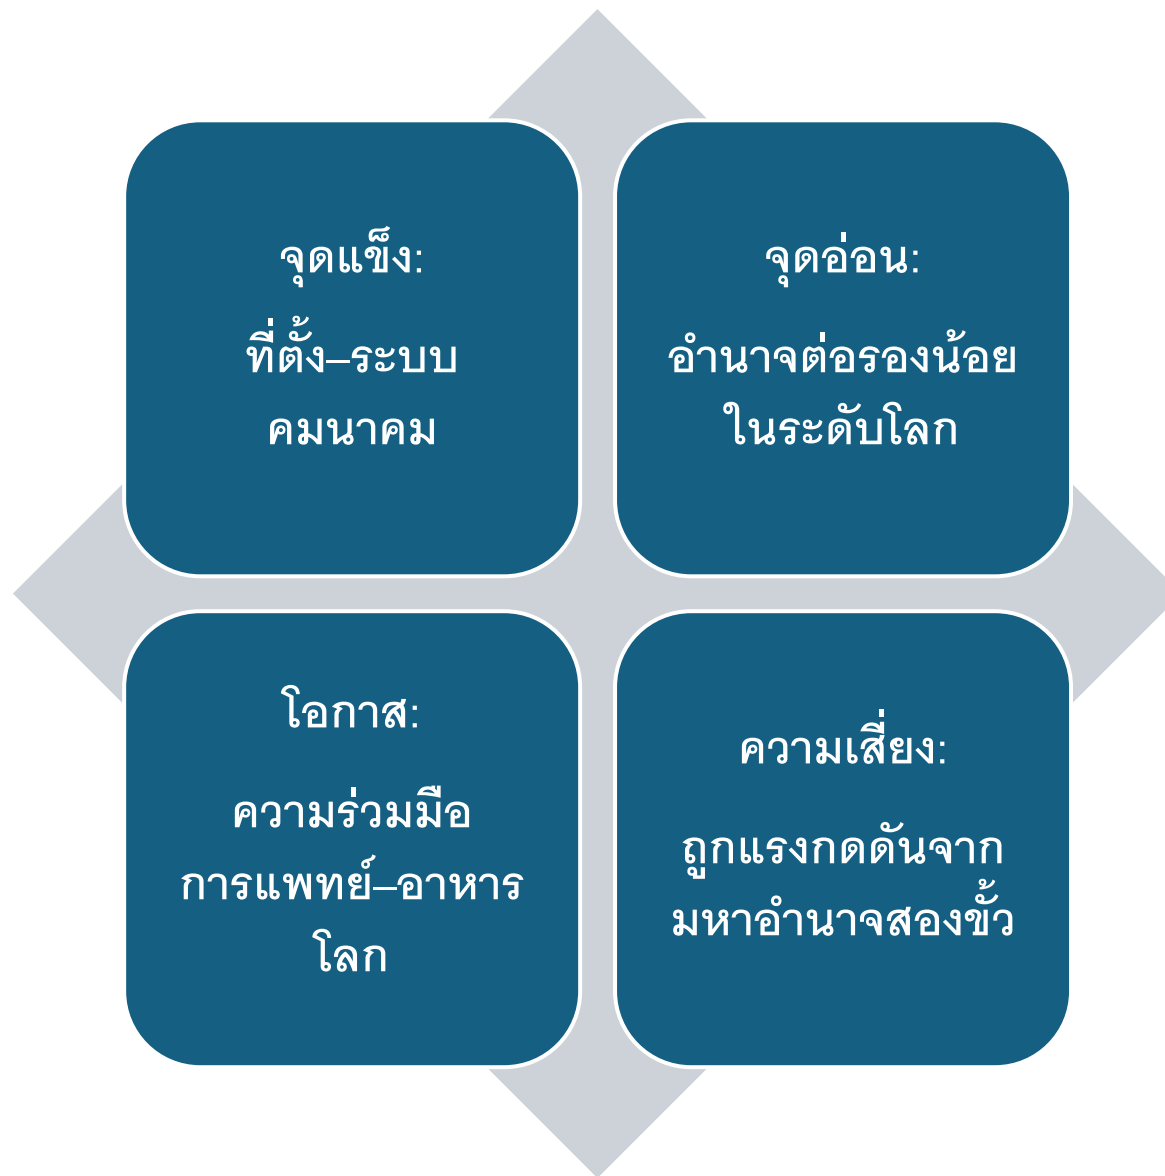 จุดแข็ง:
ที่ตั้ง–ระบบ
คมนาคม
จุดอ่อน:
อำนาจต่อรองน้อย
ในระดับโลก
โอกาส:
ความร่วมมือ
การแพทย์–อาหาร
โลก
ความเสี่ยง:
ถูกแรงกดดันจาก
มหาอำนาจสองขั้ว